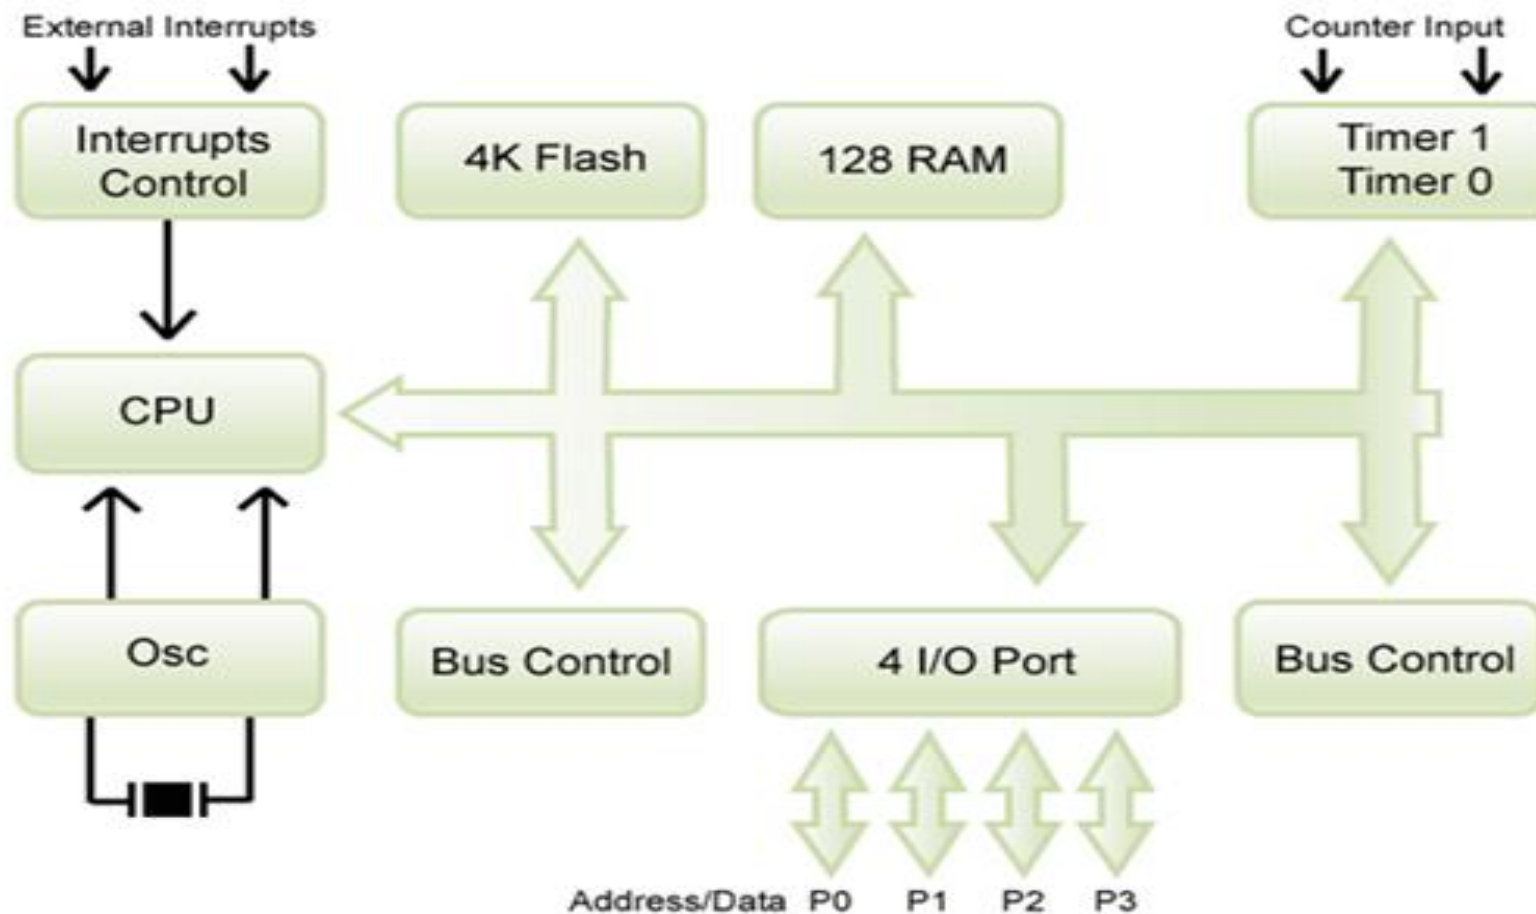 External Interrupts
Counter Input
Interrupts
Control
4K Flash
128 RAM
Timer 1
Timer 0
CPU
Osc
Bus Control
4 I/O Port
Bus Control
Address/Data P0 P1 P2 P3